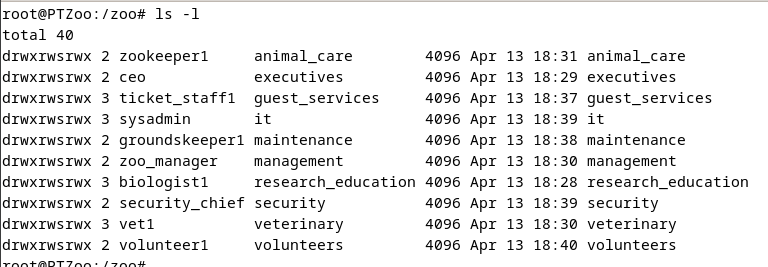 root@PTZoo:/zoo# ls -l
total 40
drwxrwsrwx 2 zookeeper1 animal_care 4096 Apr 13 18:31 animal_care
drwxrwsrwx 2 ceo executives 4096 Apr 13 18:29 executives
drwxrwsrwx 3 ticket_staff1 guest_services 4096 Apr 13 18:37 guest_services
drwxrwsrwx 3 sysadmin it 4096 Apr 13 18:39 it
drwxrwsrwx 2 groundskeeper1 maintenance 4096 Apr 13 18:38 maintenance
drwxrwsrwx 2 zoo_manager management 4096 Apr 13 18:30 management
drwxrwsrwx 3 biologist1 research_education 4096 Apr 13 18:28 research_education
drwxrwsrwx 2 security_chief security 4096 Apr 13 18:39 security
drwxrwsrwx 3 vet1 veterinary 4096 Apr 13 18:30 veterinary
drwxrwsrwx 2 volunteer1 volunteers 4096 Apr 13 18:40 volunteers
root@PTZoo:/zoo#